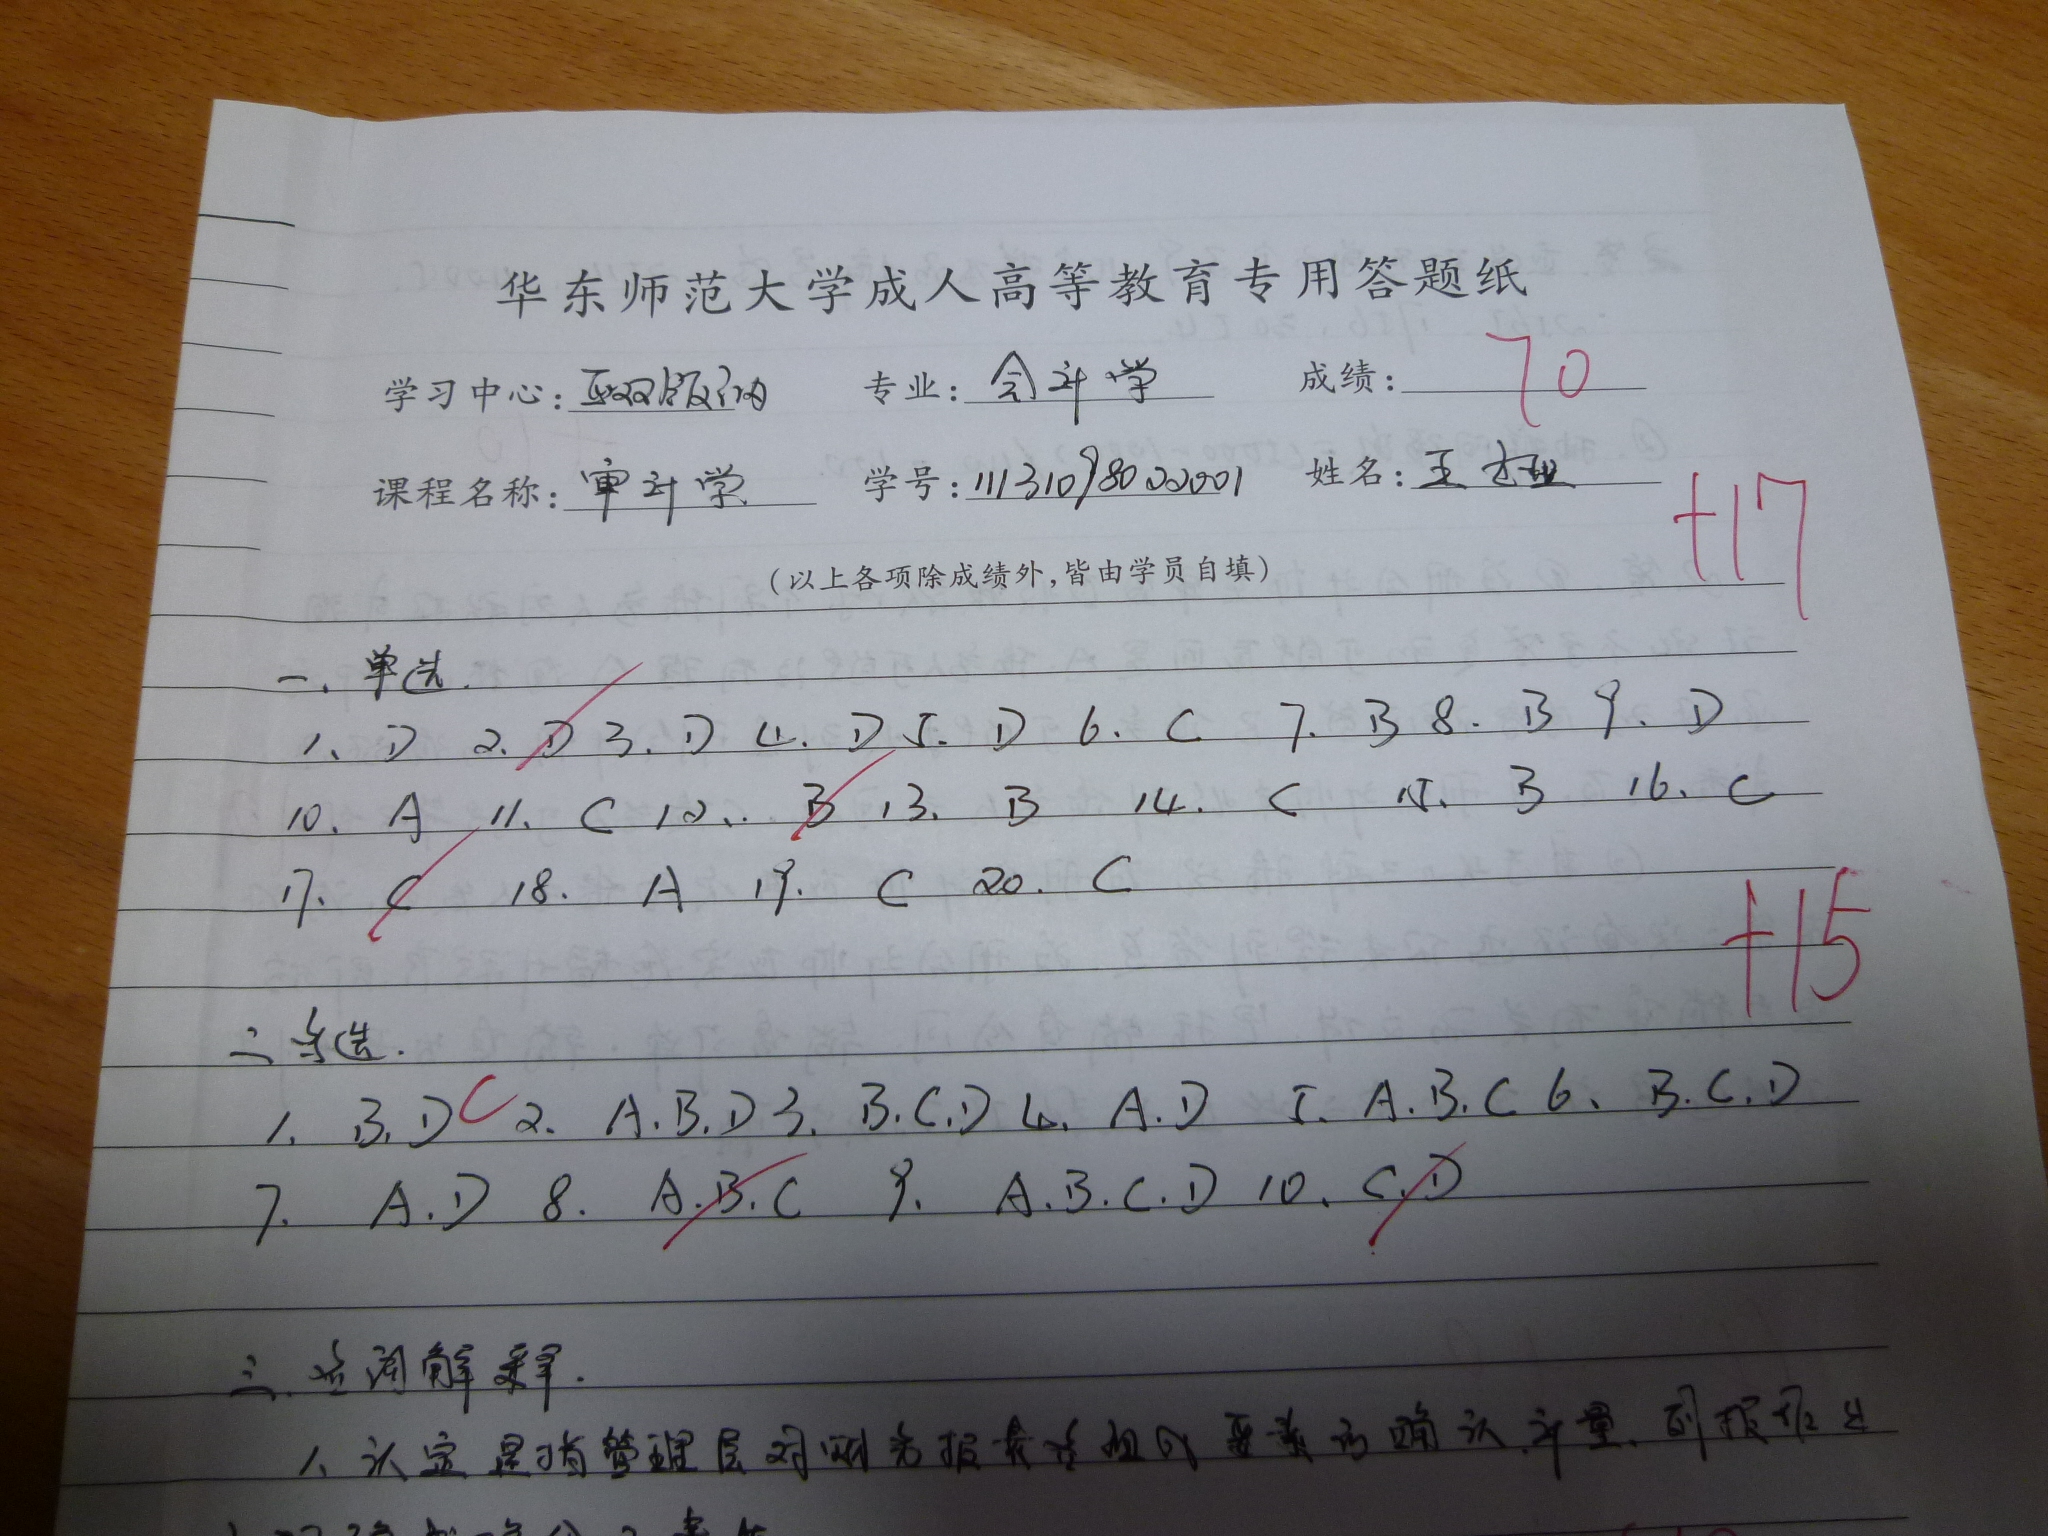 华东师范大学成人高等教育专用答题纸
学习中心: 西双版纳 专业: 会计学 成绩: 70
课程名称: 审计学 学号: 111310980022001 姓名: 王
+17
(以上各项除成绩外,皆由学员自填)
一、单选.
1、D 2、D 3、D 4、D 5、D 6、C 7、B 8、B 9、D
10、A 11、C 12、B 13、B 14、C 15、B 16、C
17、C 18、A 19、C 20、C
+15
二 多选.
1、B.D C 2、A.B.D 3、B.C.D 4、A.D 5、A.B.C 6、B.C.D
7、A.D 8、A.B.C 9、A.B.C.D 10、C.D
三、名词解释.
1、认定是指管理层对财务报表各组成要素的确认、计量、列报作出